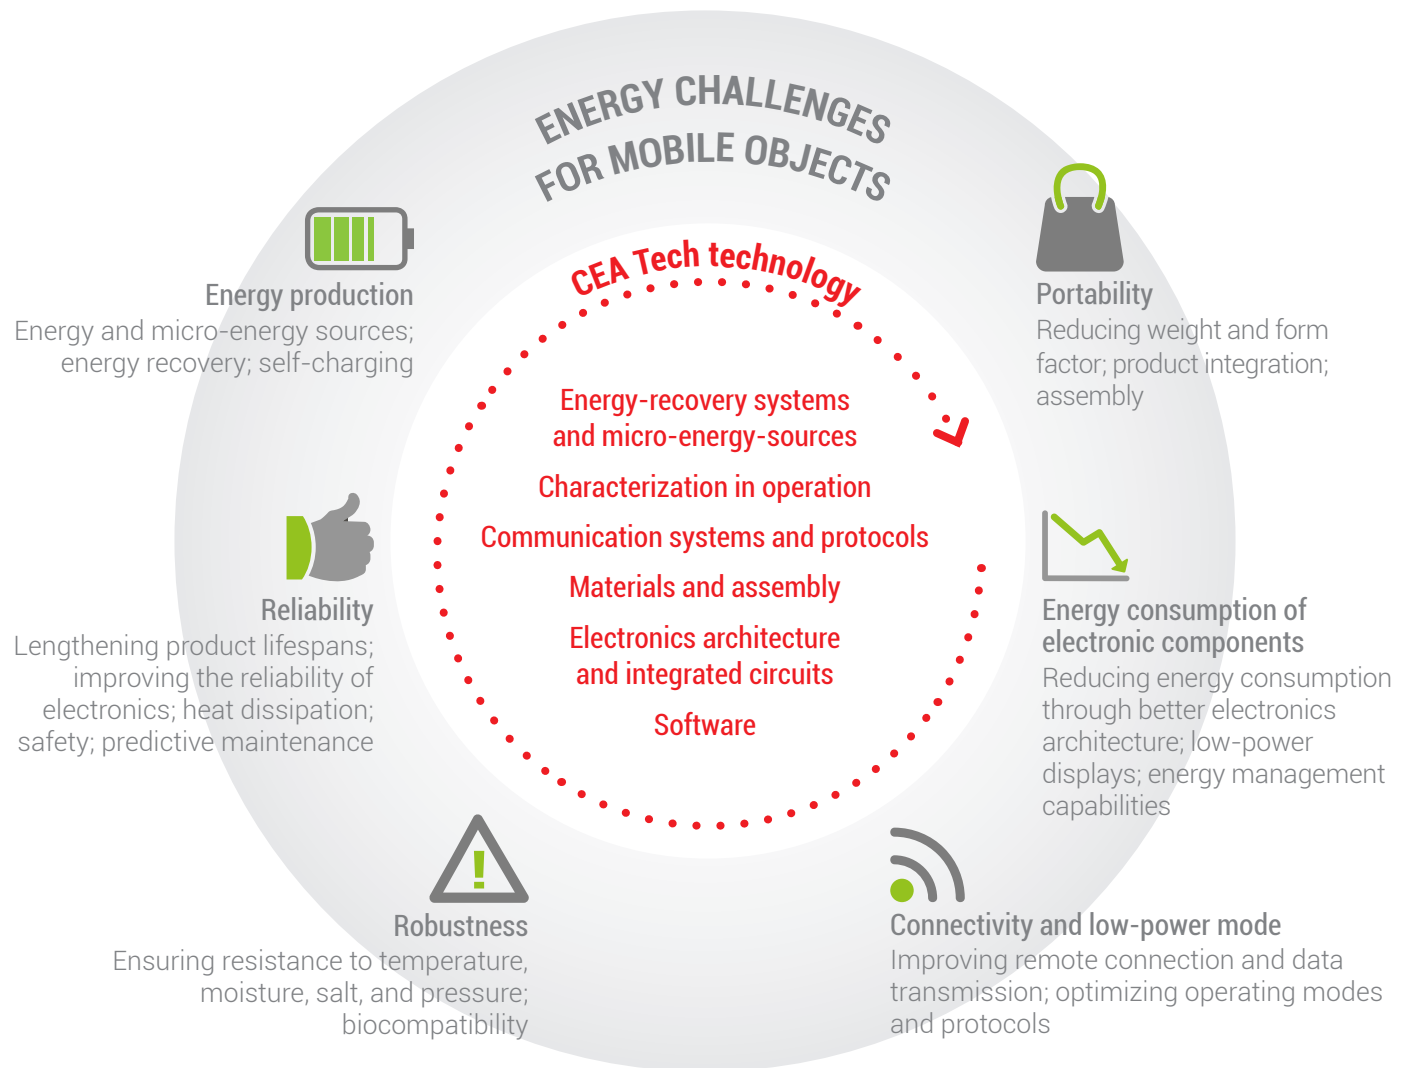 ENERGY CHALLENGES
FOR MOBILE OBJECTS
Energy production
Energy and micro-energy sources;
energy recovery; self-charging
Portability
Reducing weight and form
factor; product integration;
assembly
CEA Tech technology
Energy-recovery systems
and micro-energy-sources
Characterization in operation
Communication systems and protocols
Materials and assembly
Electronics architecture
and integrated circuits
Software
Reliability
Lengthening product lifespans;
improving the reliability of
electronics; heat dissipation;
safety; predictive maintenance
Energy consumption of
electronic components
Reducing energy consumption
through better electronics
architecture; low-power
displays; energy management
capabilities
!
Robustness
Ensuring resistance to temperature,
moisture, salt, and pressure;
biocompatibility
Connectivity and low-power mode
Improving remote connection and data
transmission; optimizing operating modes
and protocols